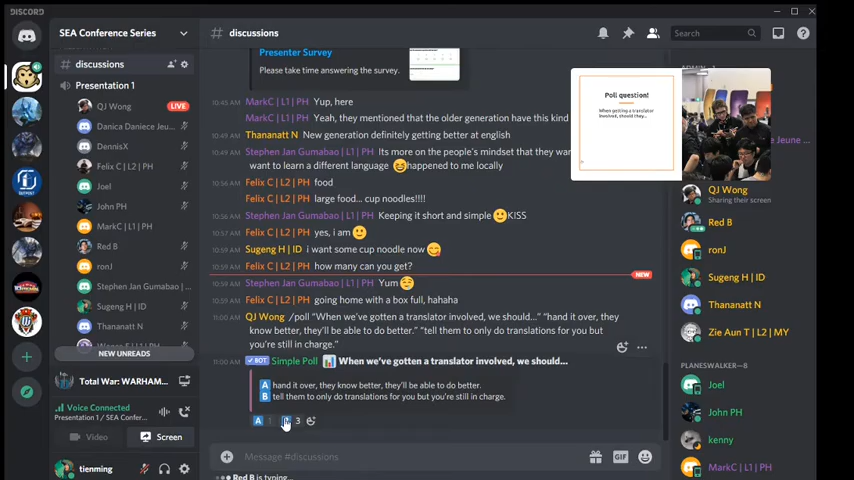 DISCORD
SEA Conference Series
# discussions
Presentation 1
QJ Wong LIVE
Danica Daniece Jeu...
DennisX
Felix C | L2 | PH
Joel
John PH
MarkC | L1 | PH
Red B
ronJ
Stephen Jan Gumabao | L...
Sugeng H | ID
Thananatt N
NEW UNREADS
Total War: WARHAM...
Voice Connected
Presentation 1 / SEA Confer...
Video
Screen
tienming
# discussions
Presenter Survey
Please take time answering the survey.
10:45 AM MarkC | L1 | PH Yup, here
MarkC | L1 | PH Yeah, they mentioned that the older generation have this kind
Thananatt N New generation definitely getting better at english
10:49 AM Stephen Jan Gumabao | L1 | PH Its more on the people's mindset that they wan
want to learn a different language happened to me locally
10:56 AM Felix C | L2 | PH food
Felix C | L2 | PH large food... cup noodles!!!!
10:56 AM Stephen Jan Gumabao | L1 | PH Keeping it short and simple KISS
10:57 AM Felix C | L2 | PH yes, i am
10:59 AM Sugeng H | ID i want some cup noodle now
10:59 AM Felix C | L2 | PH how many can you get?
NEW
10:59 AM Stephen Jan Gumabao | L1 | PH Yum
10:59 AM Felix C | L2 | PH going home with a box full, hahaha
11:00 AM QJ Wong /poll "When we've gotten a translator involved, we should..." "hand it over, they
know better, they'll be able to do better." "tell them to only do translations for you but
you're still in charge."
11:00 AM BOT Simple Poll When we've gotten a translator involved, we should...
A hand it over, they know better, they'll be able to do better.
B tell them to only do translations for you but you're still in charge.
A 1 3
Message #discussions
GIF
Red B is typing...
Search
Poll question!
When getting a translator
involved, should they...
Jeune ...
QJ Wong
Sharing their screen
Red B
ronJ
Sugeng H | ID
Thananatt N
Zie Aun T | L2 | MY
PLANESWALKER—8
Joel
John PH
kenny
MarkC | L1 | PH